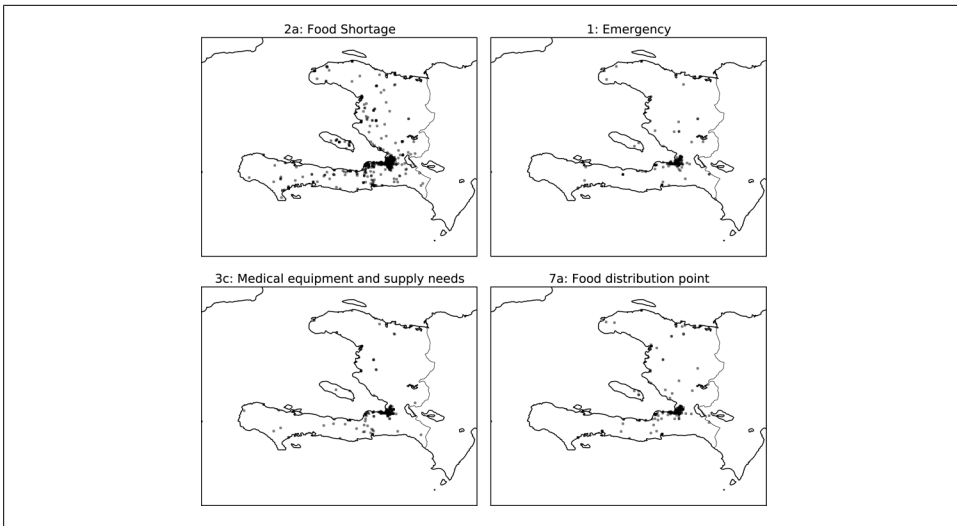 2a: Food Shortage
1: Emergency
3c: Medical equipment and supply needs
7a: Food distribution point